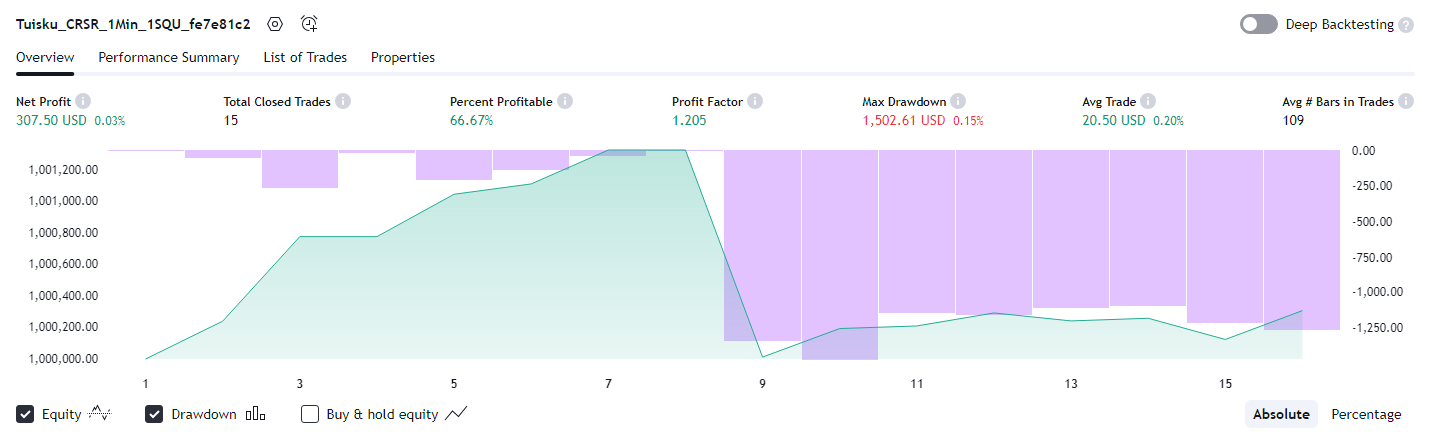 Tuisku_CRSR_1Min_1SQU_fe7e81c2 Deep Backtesting ?
Overview Performance Summary List of Trades Properties
Net Profit i Total Closed Trades i Percent Profitable i Profit Factor i Max Drawdown i Avg Trade i Avg # Bars in Trades i
307.50 USD 0.03% 15 66.67% 1.205 1,502.61 USD 0.15% 20.50 USD 0.20% 109
0.00
1,001,200.00
-250.00
1,001,000.00
-500.00
1,000,800.00
-750.00
1,000,600.00
-1,000.00
1,000,400.00
1,000,200.00 -1,250.00
1,000,000.00
1 3 5 7 9 11 13 15
Equity Drawdown Buy & hold equity Absolute Percentage